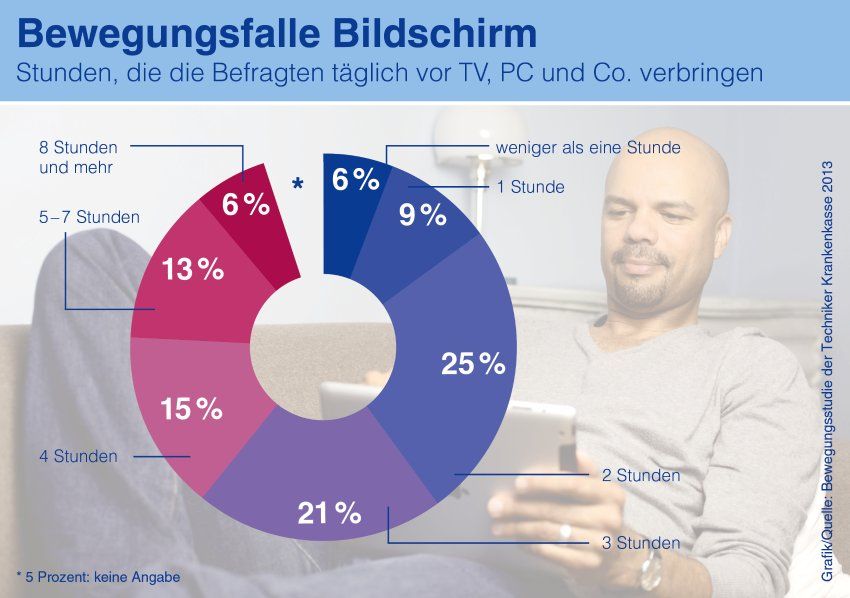 Bewegungsfalle Bildschirm
Stunden, die die Befragten täglich vor TV, PC und Co. verbringen
8 Stunden
und mehr
5–7 Stunden
4 Stunden
*
weniger als eine Stunde
1 Stunde
2 Stunden
3 Stunden
6 %
9 %
25 %
21 %
15 %
13 %
6 %
* 5 Prozent: keine Angabe
Grafik/Quelle: Bewegungsstudie der Techniker Krankenkasse 2013